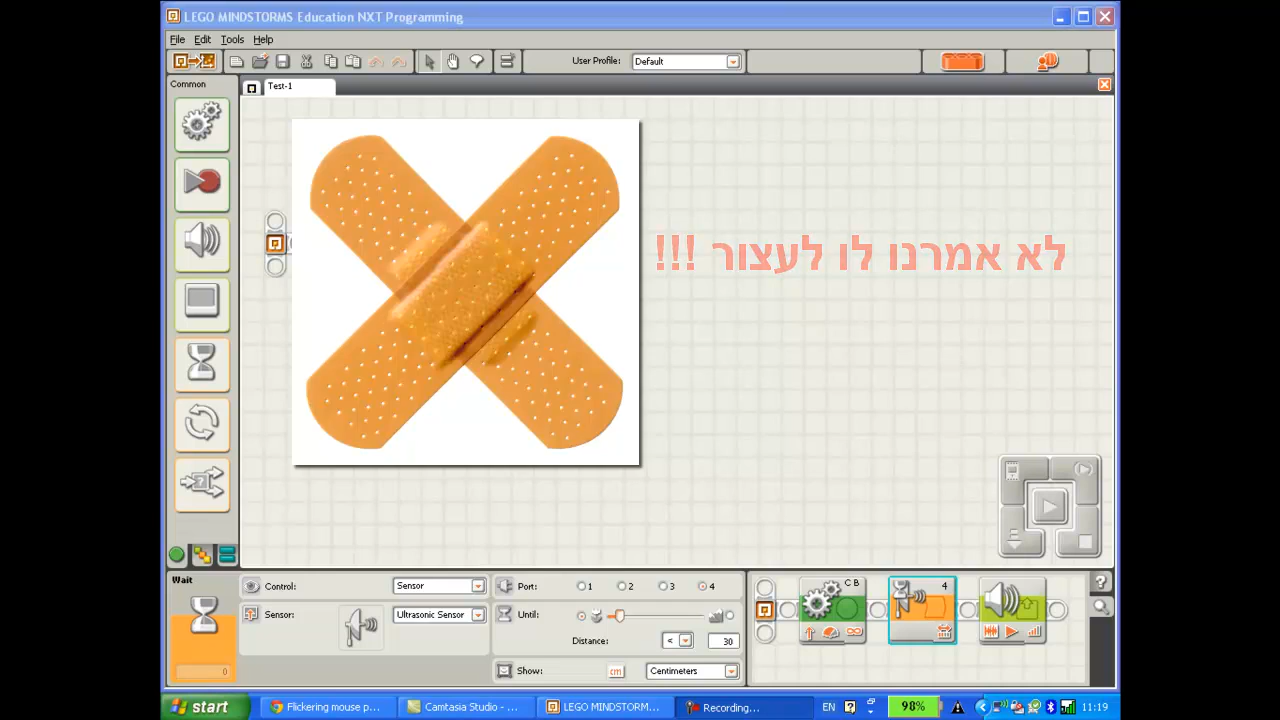 LEGO MINDSTORMS Education NXT Programming
File Edit Tools Help
User Profile: Default
Common
Test-1
לא אמרנו לו לעצור !!!
Wait
0
Control: Sensor
Sensor: Ultrasonic Sensor
Port: 1 2 3 4
Until:
Distance: < 30
Show: cm Centimeters
C B
4
?
start Flickering mouse p... Camtasia Studio - ... LEGO MINDSTORM... Recording... EN ? 98% 11:19